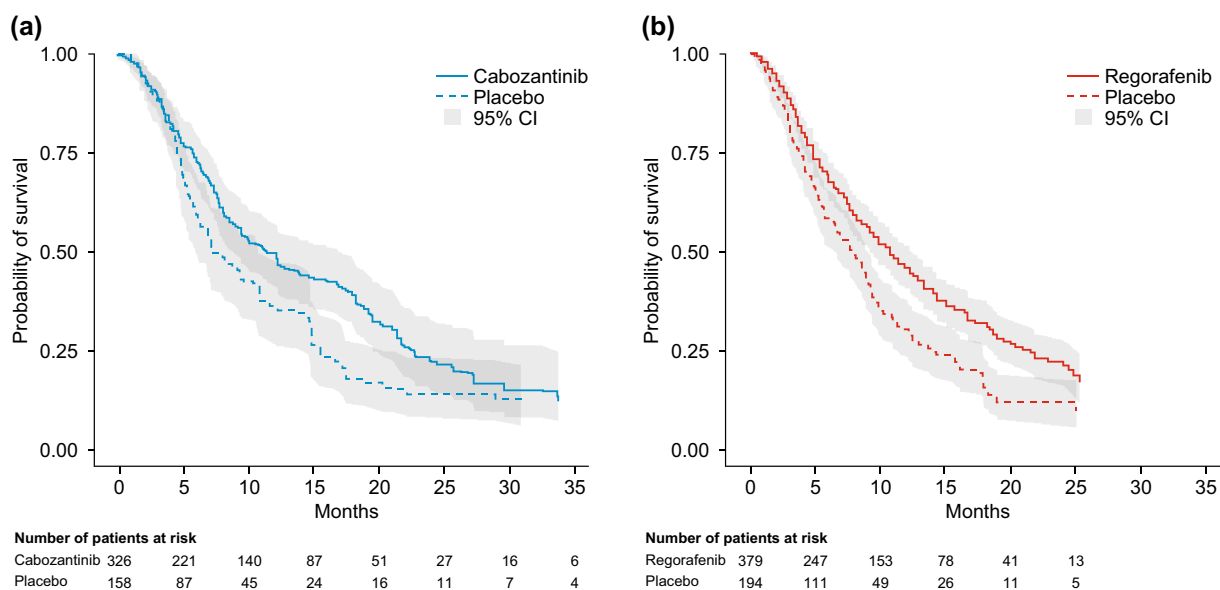 (a)
1.00
0.75
0.50
0.25
0.00
Probability of survival
Cabozantinib
Placebo
95% CI
0 5 10 15 20 25 30 35
Months
Number of patients at risk
Cabozantinib 326 221 140 87 51 27 16 6
Placebo 158 87 45 24 16 11 7 4
(b)
1.00
0.75
0.50
0.25
0.00
Probability of survival
Regorafenib
Placebo
95% CI
0 5 10 15 20 25 30 35
Months
Number of patients at risk
Regorafenib 379 247 153 78 41 13
Placebo 194 111 49 26 11 5